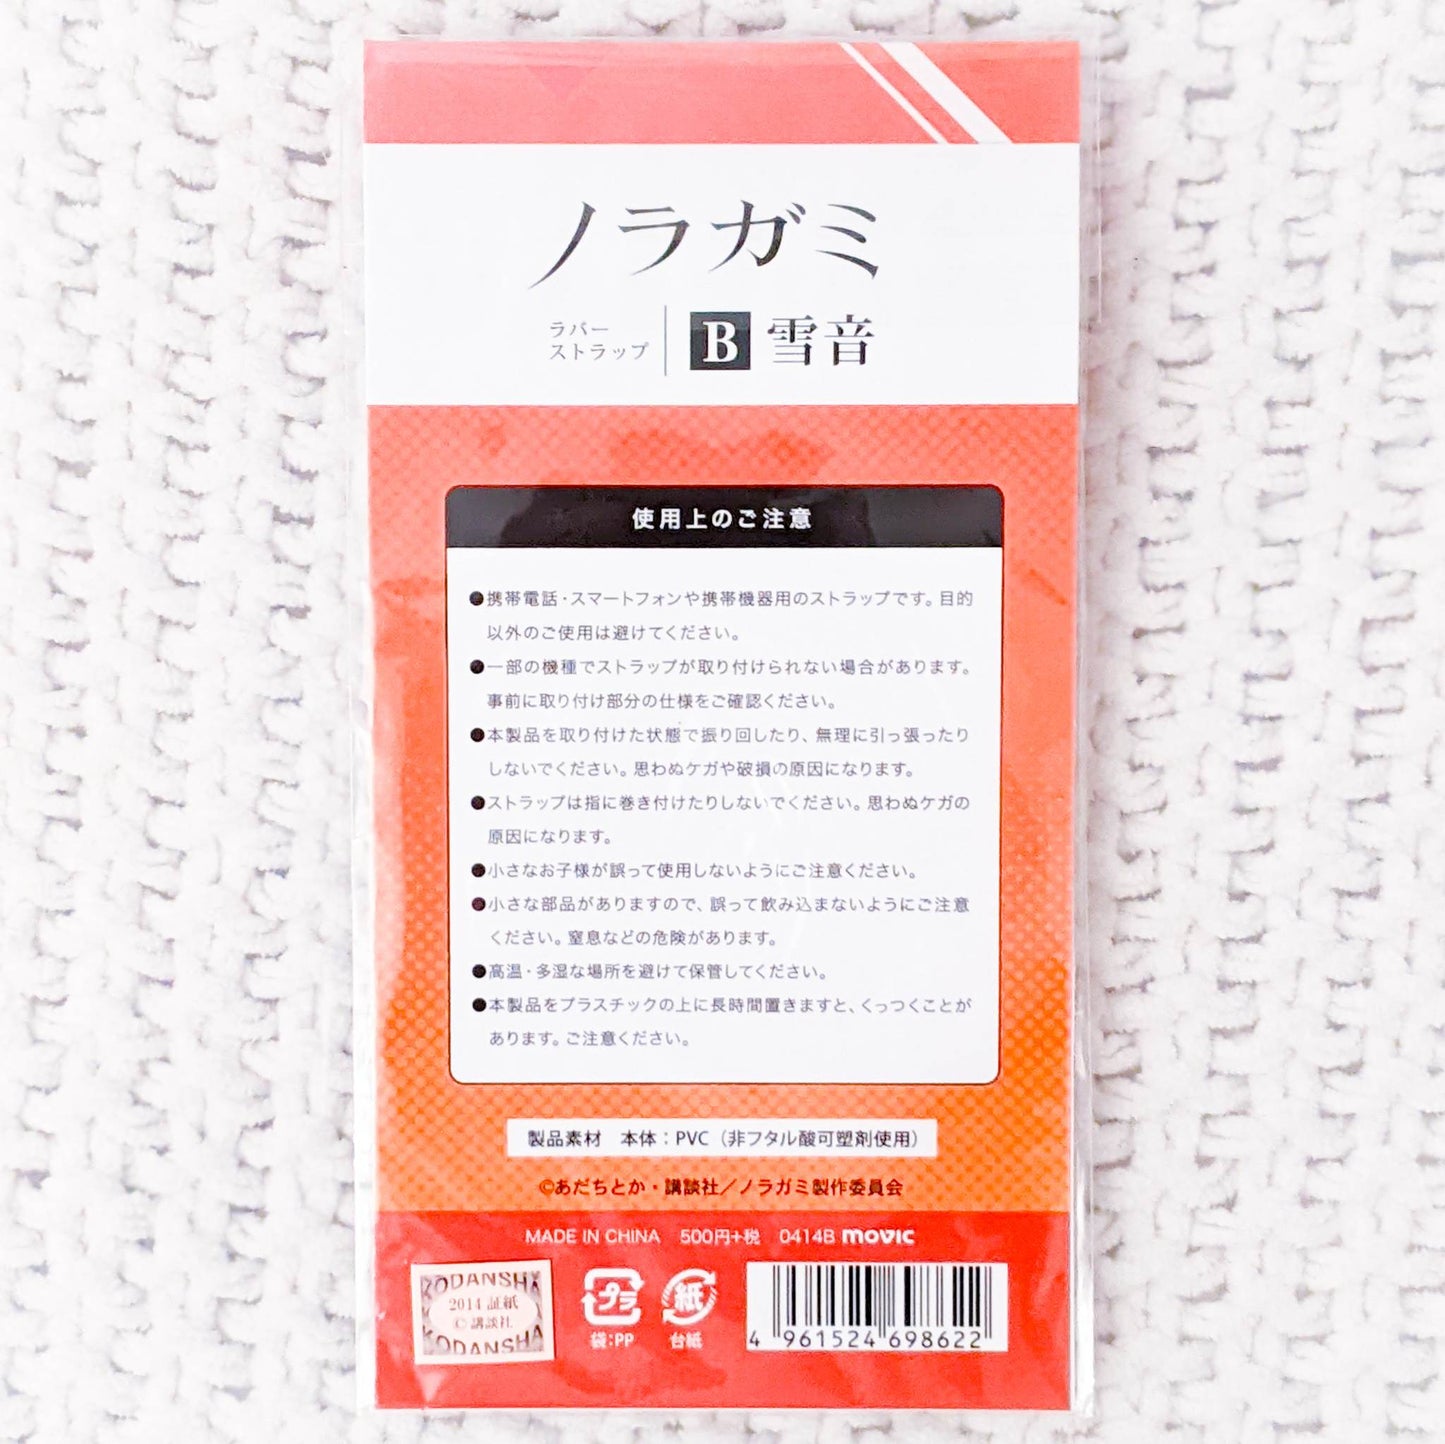 ノラガミ
ラバー
ストラップ
B 雪音
使用上のご注意
●携帯電話・スマートフォンや携帯機器用のストラップです。目的
以外のご使用は避けてください。
●一部の機種でストラップが取り付けられない場合があります。
事前に取り付け部分の仕様をご確認ください。
●本製品を取り付けた状態で振り回したり、無理に引っ張ったり
しないでください。思わぬケガや破損の原因になります。
●ストラップは指に巻き付けたりしないでください。思わぬケガの
原因になります。
●小さなお子様が誤って使用しないようにご注意ください。
●小さな部品がありますので、誤って飲み込まないようにご注意
ください。窒息などの危険があります。
●高温・多湿な場所を避けて保管してください。
●本製品をプラスチックの上に長時間置きますと、くっつくことが
あります。ご注意ください。
製品素材 本体：PVC（非フタル酸可塑剤使用）
©あだちとか・講談社／ノラガミ製作委員会
MADE IN CHINA 500円+税 0414B movic
KODANSHA
2014 証紙
© 講談社
KODANSHA
プラ
袋:PP
紙
台紙
4 961524 698622